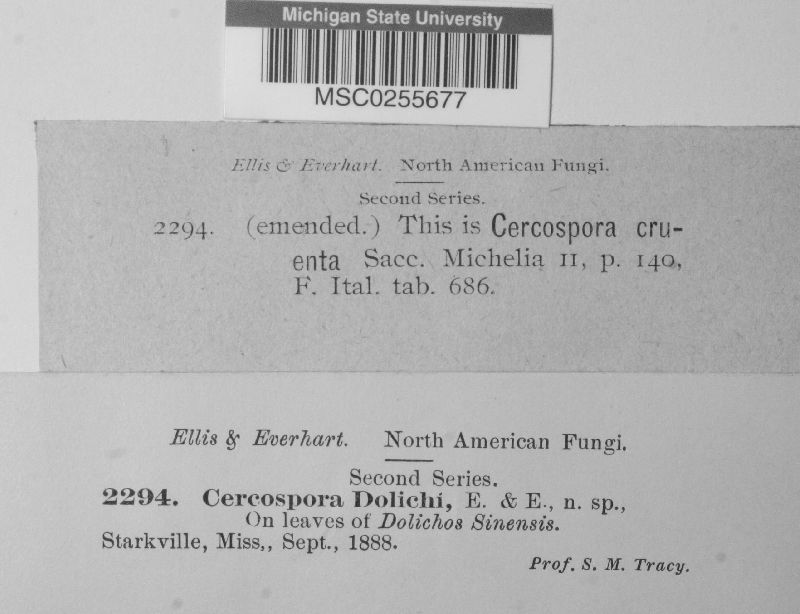 Michigan State University
MSC0255677
Ellis & Everhart. North American Fungi.
Second Series.
2294. (emended.) This is Cercospora cru-
enta Sacc. Michelia II, p. 140,
F. Ital. tab. 686.
Ellis & Everhart. North American Fungi.
Second Series.
2294. Cercospora Dolichi, E. & E., n. sp.,
On leaves of Dolichos Sinensis.
Starkville, Miss., Sept., 1888.
Prof. S. M. Tracy.